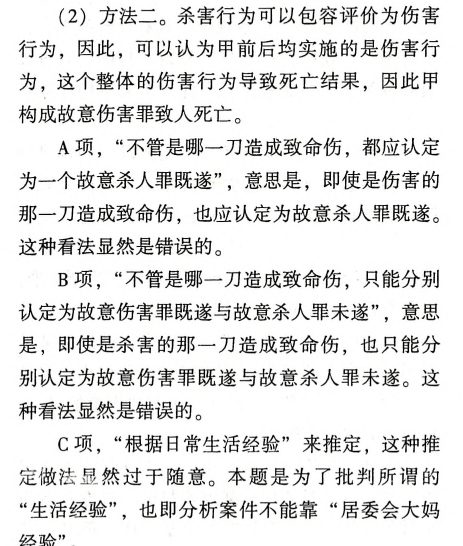 （2）方法二。杀害行为可以包容评价为伤害
行为，因此，可以认为甲前后均实施的是伤害行
为，这个整体的伤害行为导致死亡结果，因此甲
构成故意伤害罪致人死亡。
A 项，“不管是哪一刀造成致命伤，都应认定
为一个故意杀人罪既遂”，意思是，即使是伤害的
那一刀造成致命伤，也应认定为故意杀人罪既遂。
这种看法显然是错误的。
B 项，“不管是哪一刀造成致命伤，只能分别
认定为故意伤害罪既遂与故意杀人罪未遂”，意思
是，即使是杀害的那一刀造成致命伤，也只能分
别认定为故意伤害罪既遂与故意杀人罪未遂。这
种看法显然是错误的。
C 项，“根据日常生活经验”来推定，这种推
定做法显然过于随意。本题是为了批判所谓的
“生活经验”，也即分析案件不能靠“居委会大妈
经验”。